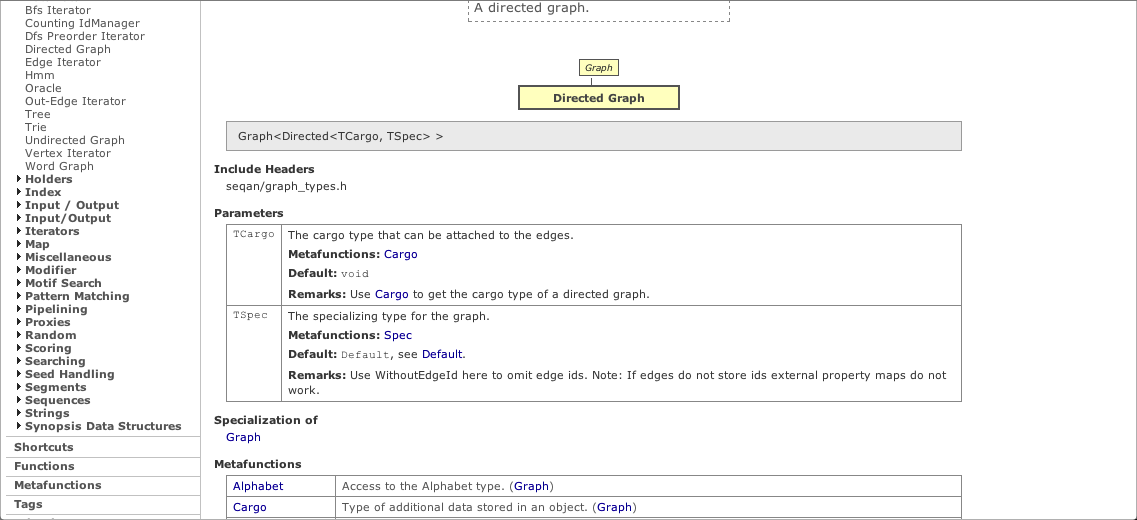 Bfs Iterator
Counting IdManager
Dfs Preorder Iterator
Directed Graph
Edge Iterator
Hmm
Oracle
Out-Edge Iterator
Tree
Trie
Undirected Graph
Vertex Iterator
Word Graph
Holders
Index
Input / Output
Input/Output
Iterators
Map
Miscellaneous
Modifier
Motif Search
Pattern Matching
Pipelining
Proxies
Random
Scoring
Searching
Seed Handling
Segments
Sequences
Strings
Synopsis Data Structures
Shortcuts
Functions
Metafunctions
Tags
A directed graph.
Graph
Directed Graph
Graph<Directed<TCargo, TSpec> >
Include Headers
seqan/graph_types.h
Parameters
TCargo The cargo type that can be attached to the edges.
Metafunctions: Cargo
Default: void
Remarks: Use Cargo to get the cargo type of a directed graph.
TSpec The specializing type for the graph.
Metafunctions: Spec
Default: Default, see Default.
Remarks: Use WithoutEdgeId here to omit edge ids. Note: If edges do not store ids external property maps do not
work.
Specialization of
Graph
Metafunctions
Alphabet Access to the Alphabet type. (Graph)
Cargo Type of additional data stored in an object. (Graph)